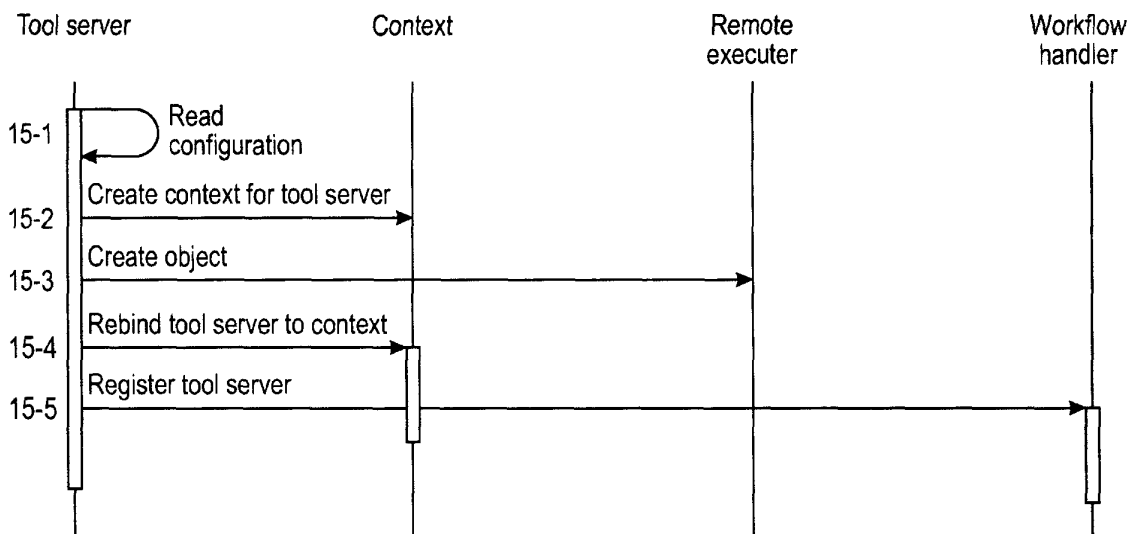 Tool server
Context
Remote
executer
Workflow
handler
15-1
Read
configuration
Create context for tool server
15-2
Create object
15-3
Rebind tool server to context
15-4
Register tool server
15-5